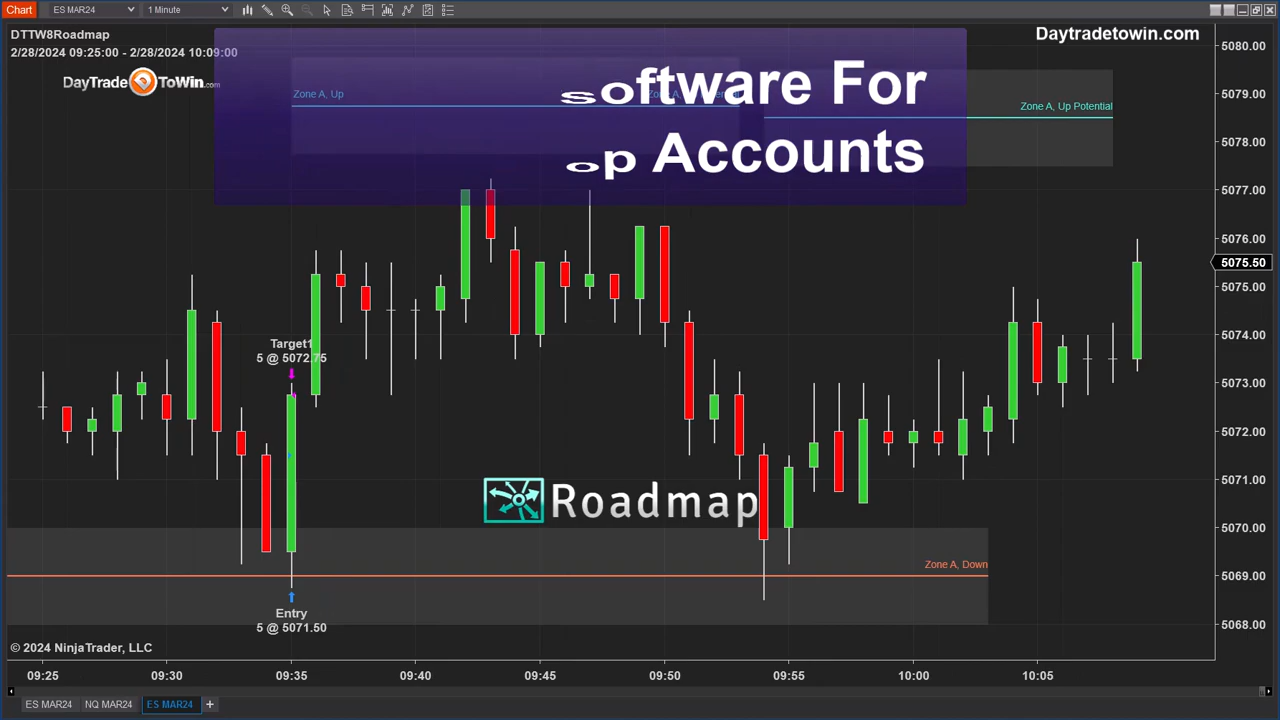 Chart
ES MAR24
1 Minute
DTTW8Roadmap
2/28/2024 09:25:00 - 2/28/2024 10:09:00
DayTrade ToWin.com
Daytradetowin.com
software For
op Accounts
Zone A, Up
Zone A, Up Potential
Target1
5 @ 5072.75
Roadmap
Zone A, Down
Entry
5 @ 5071.50
© 2024 NinjaTrader, LLC
5080.00
5079.00
5078.00
5077.00
5076.00
5075.50
5075.00
5074.00
5073.00
5072.00
5071.00
5070.00
5069.00
5068.00
09:25 09:30 09:35 09:40 09:45 09:50 09:55 10:00 10:05
ES MAR24 NQ MAR24 ES MAR24 +